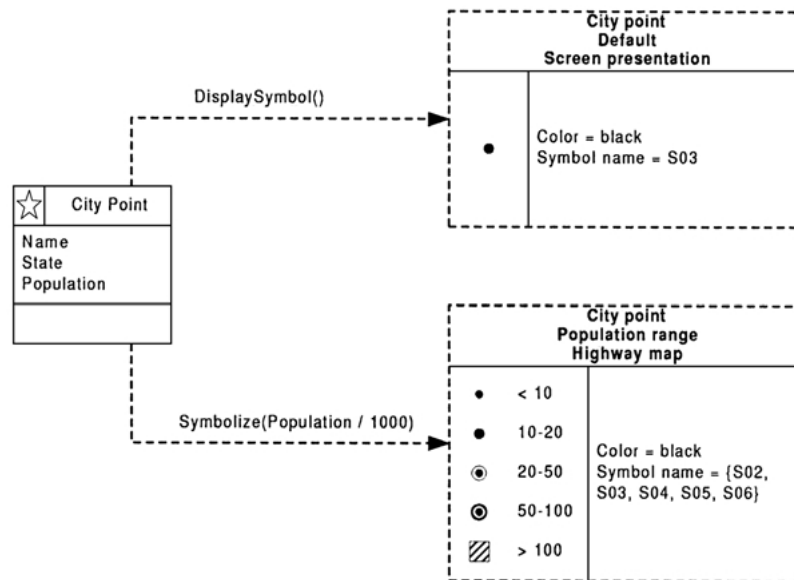 City point
Default
Screen presentation
DisplaySymbol()
Color = black
Symbol name = S03
City Point
Name
State
Population
City point
Population range
Highway map
Symbolize(Population / 1000)
< 10
10-20
20-50
50-100
> 100
Color = black
Symbol name = {S02,
S03, S04, S05, S06}